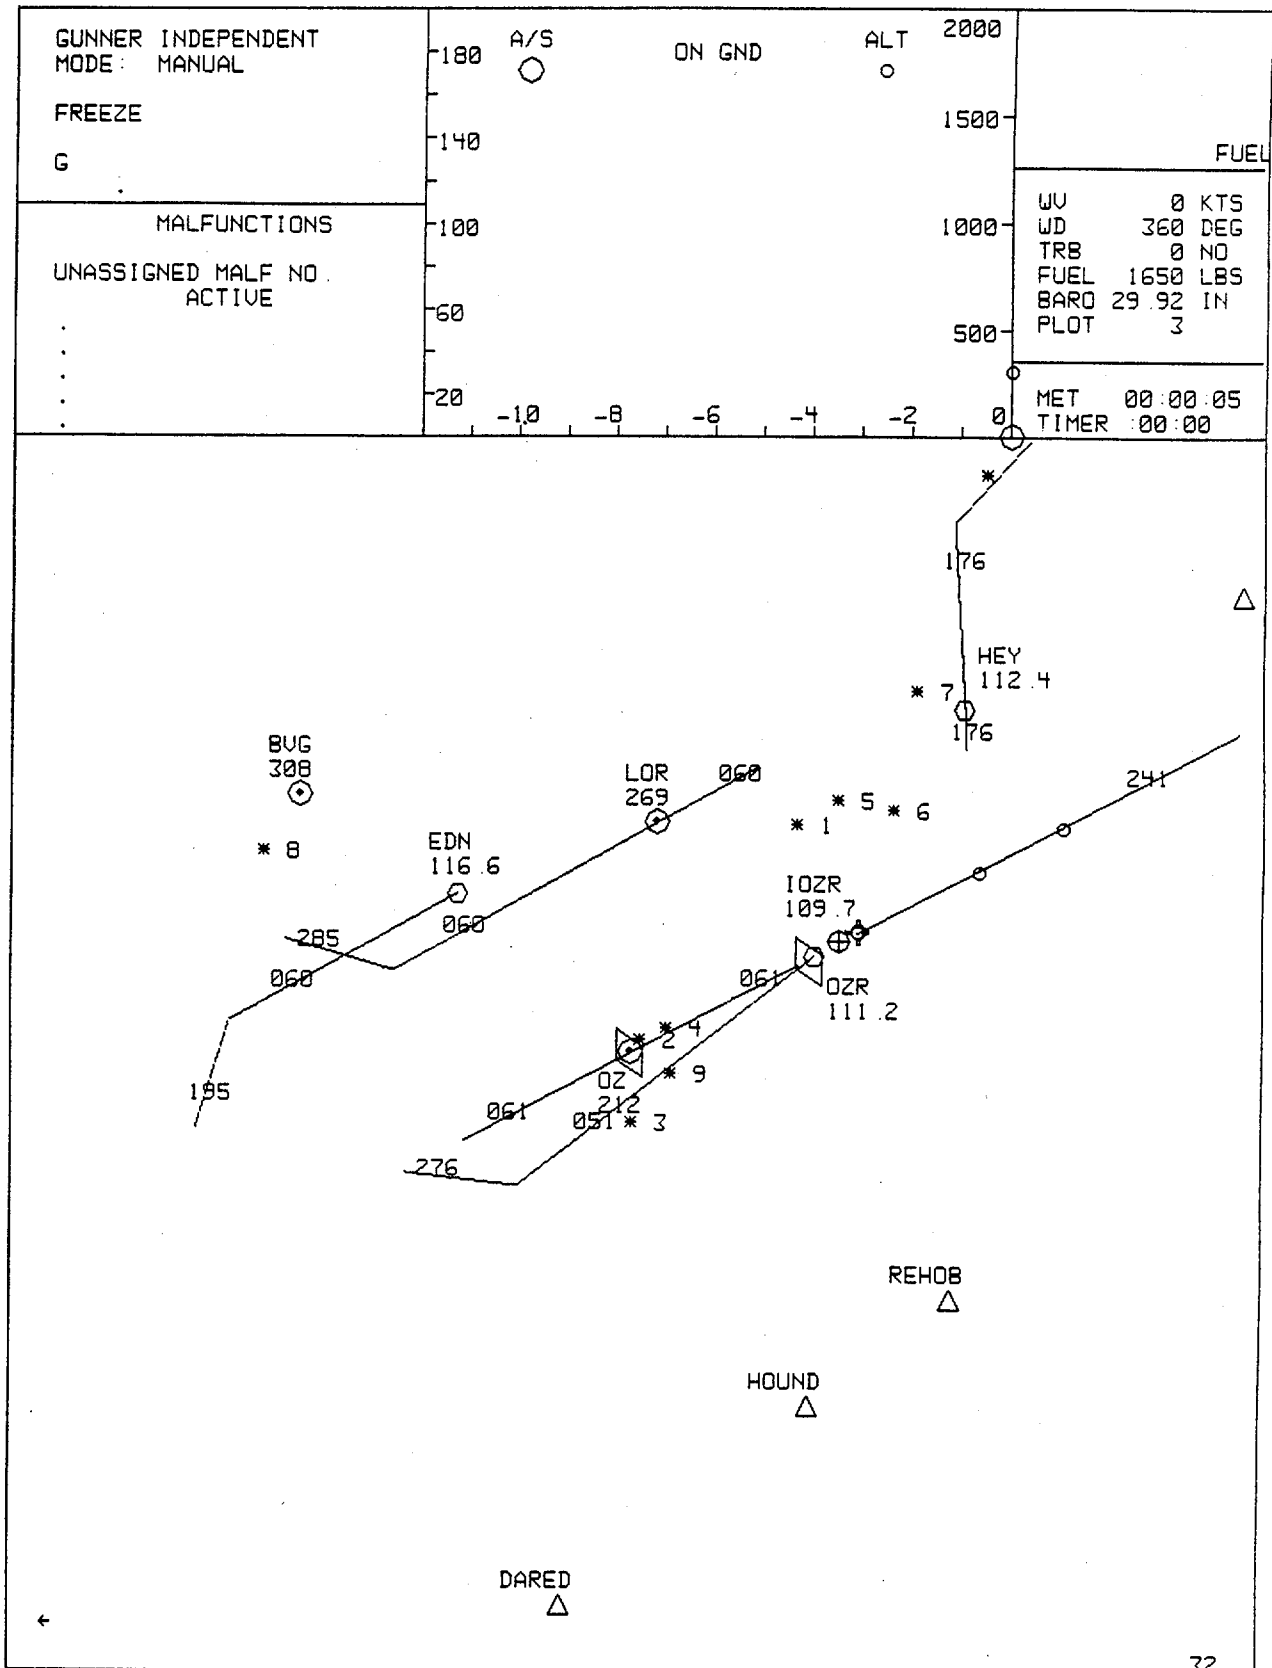 GUNNER INDEPENDENT
MODE: MANUAL
FREEZE
G
.
MALFUNCTIONS
UNASSIGNED MALF NO.
ACTIVE
.
.
.
.
.
A/S
ON GND
ALT
180
140
100
60
20
2000
1500
1000
500
-10
-8
-6
-4
-2
0
FUEL
WV 0 KTS
WD 360 DEG
TRB 0 NO
FUEL 1650 LBS
BARO 29.92 IN
PLOT 3
MET 00:00:05
TIMER :00:00
176
HEY
112.4
7
176
BVG
308
LOR
269
060
241
5
6
1
8
EDN
116.6
IOZR
109.7
060
285
060
061
OZR
111.2
4
2
9
OZ
212
195
061
051
3
276
REHOB
HOUND
DARED
←
32